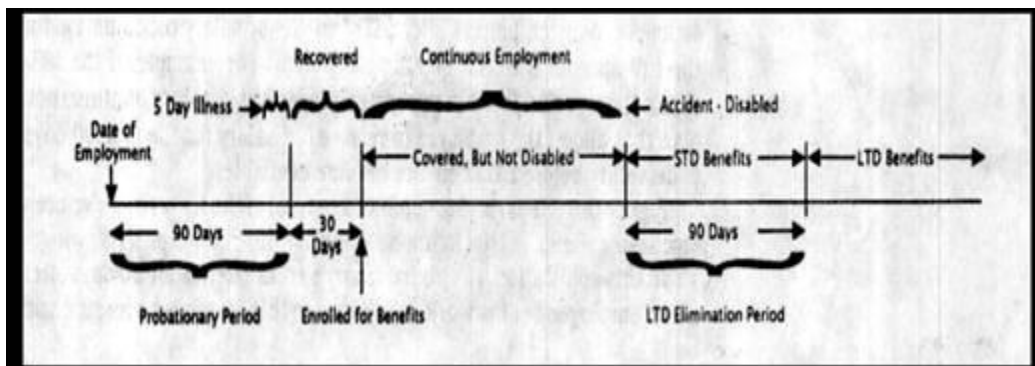 Recovered
Continuous Employment
5 Day Illness
Accident - Disabled
Date of
Employment
Covered, But Not Disabled
STD Benefits
LTD Benefits
90 Days
30
Days
90 Days
Probationary Period
Enrolled for Benefits
LTD Elimination Period